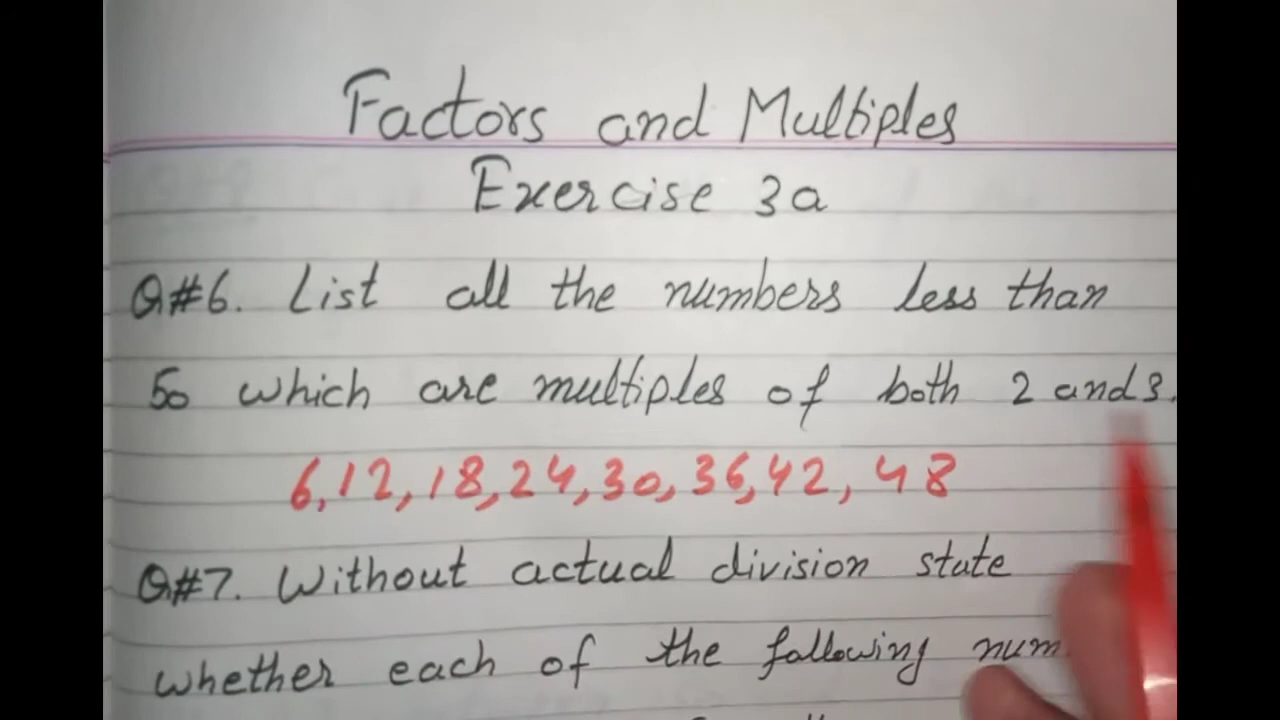 Factors and Multiples
Exercise 3a
Q#6. List all the numbers less than
50 which are multiples of both 2 and 3.
6, 12, 18, 24, 30, 36, 42, 48
Q#7. Without actual division state
whether each of the following